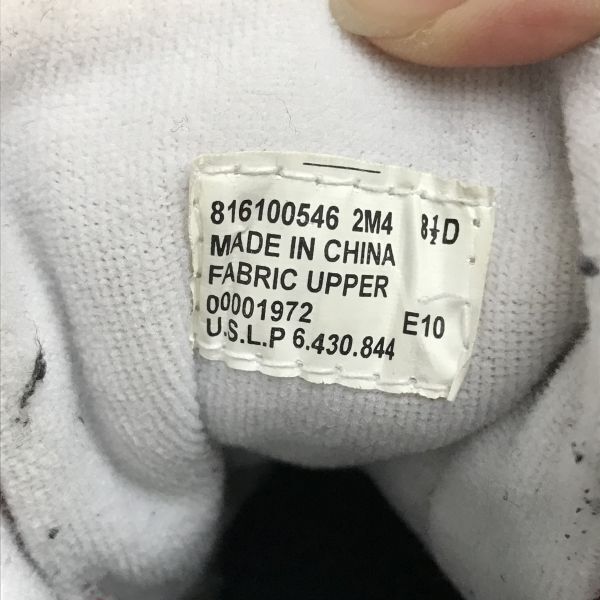 816100546 2M4 8½D
MADE IN CHINA
FABRIC UPPER
00001972 E10
U.S.L.P 6.430.844